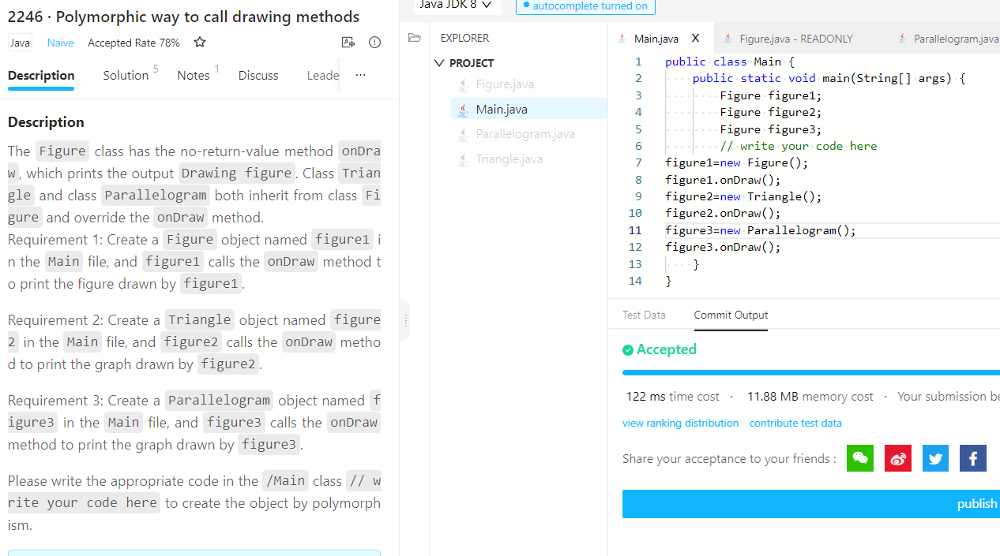 2246 · Polymorphic way to call drawing methods
Java Naive Accepted Rate 78%
Description Solution 5 Notes 1 Discuss Leade ...
Description
The Figure class has the no-return-value method onDra
w, which prints the output Drawing figure. Class Trian
gle and class Parallelogram both inherit from class Fi
gure and override the onDraw method.
Requirement 1: Create a Figure object named figure1 i
n the Main file, and figure1 calls the onDraw method t
o print the figure drawn by figure1.
Requirement 2: Create a Triangle object named figure
2 in the Main file, and figure2 calls the onDraw metho
d to print the graph drawn by figure2.
Requirement 3: Create a Parallelogram object named f
igure3 in the Main file, and figure3 calls the onDraw
method to print the graph drawn by figure3.
Please write the appropriate code in the /Main class // w
rite your code here to create the object by polymorph
ism.
Java JDK 8
autocomplete turned on
EXPLORER
PROJECT
Figure.java
Main.java
Parallelogram.java
Triangle.java
Main.java X Figure.java - READONLY Parallelogram.java
1 public class Main {
2 public static void main(String[] args) {
3 Figure figure1;
4 Figure figure2;
5 Figure figure3;
6 // write your code here
7 figure1=new Figure();
8 figure1.onDraw();
9 figure2=new Triangle();
10 figure2.onDraw();
11 figure3=new Parallelogram();
12 figure3.onDraw();
13 }
14 }
Test Data Commit Output
Accepted
122 ms time cost · 11.88 MB memory cost · Your submission be
view ranking distribution contribute test data
Share your acceptance to your friends :
publish